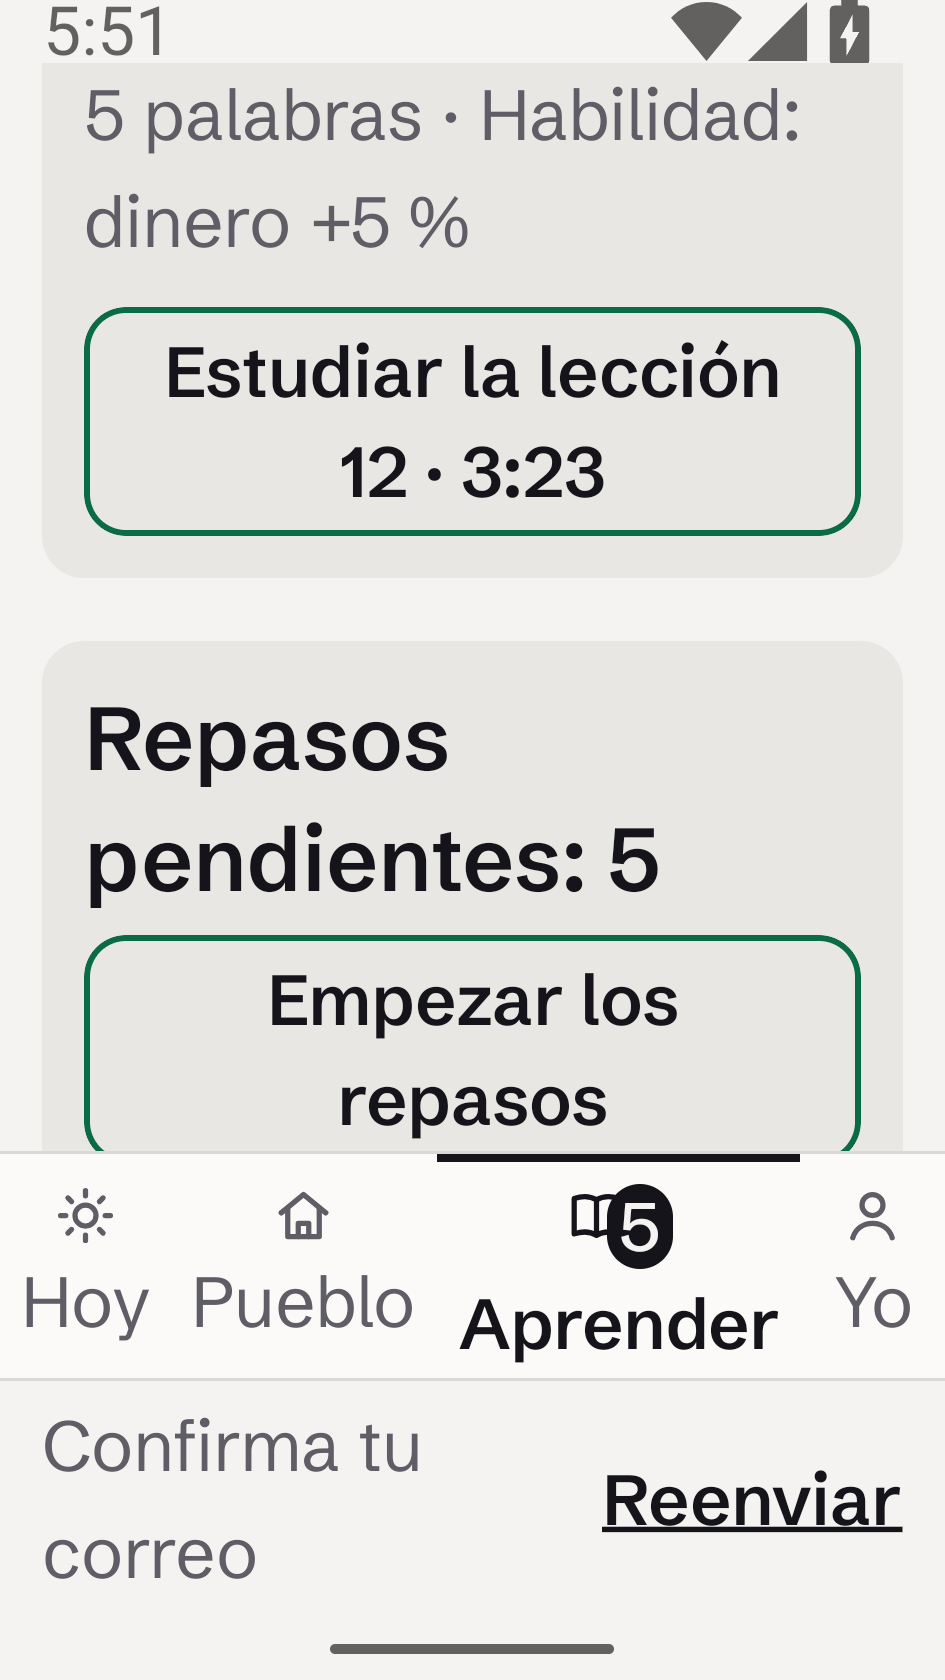 5:51
5 palabras · Habilidad:
dinero +5 %
Estudiar la lección
12 · 3:23
Repasos
pendientes: 5
Empezar los
repasos
5
Hoy
Pueblo
Aprender
Yo
Confirma tu
correo
Reenviar